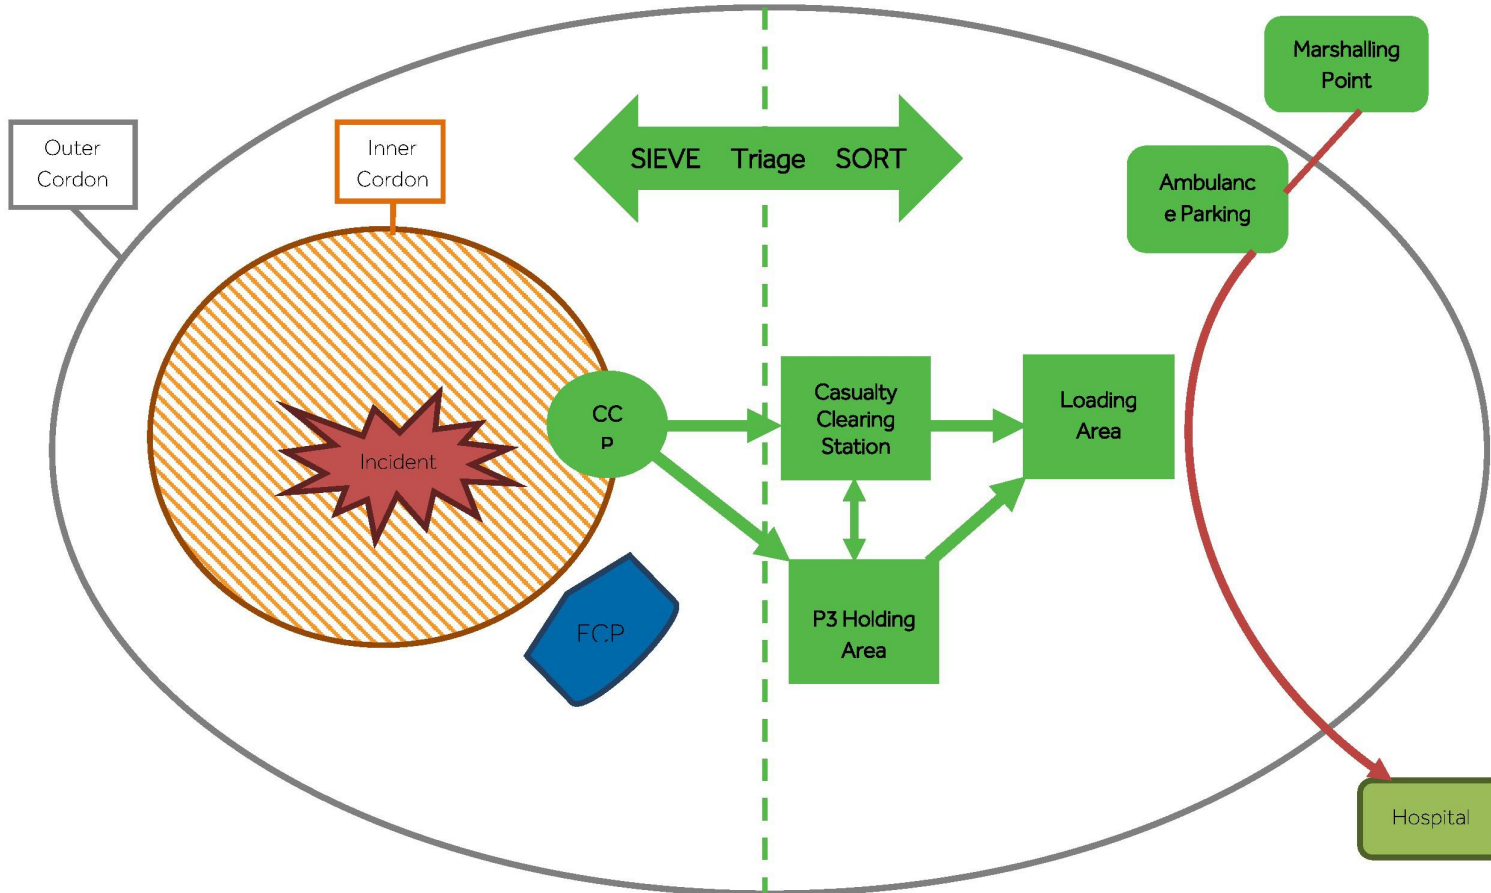 Marshalling
Point
Outer
Cordon
Inner
Cordon
SIEVE Triage SORT
Ambulanc
e Parking
CC
P
Casualty
Clearing
Station
Loading
Area
Incident
FCP
P3 Holding
Area
Hospital